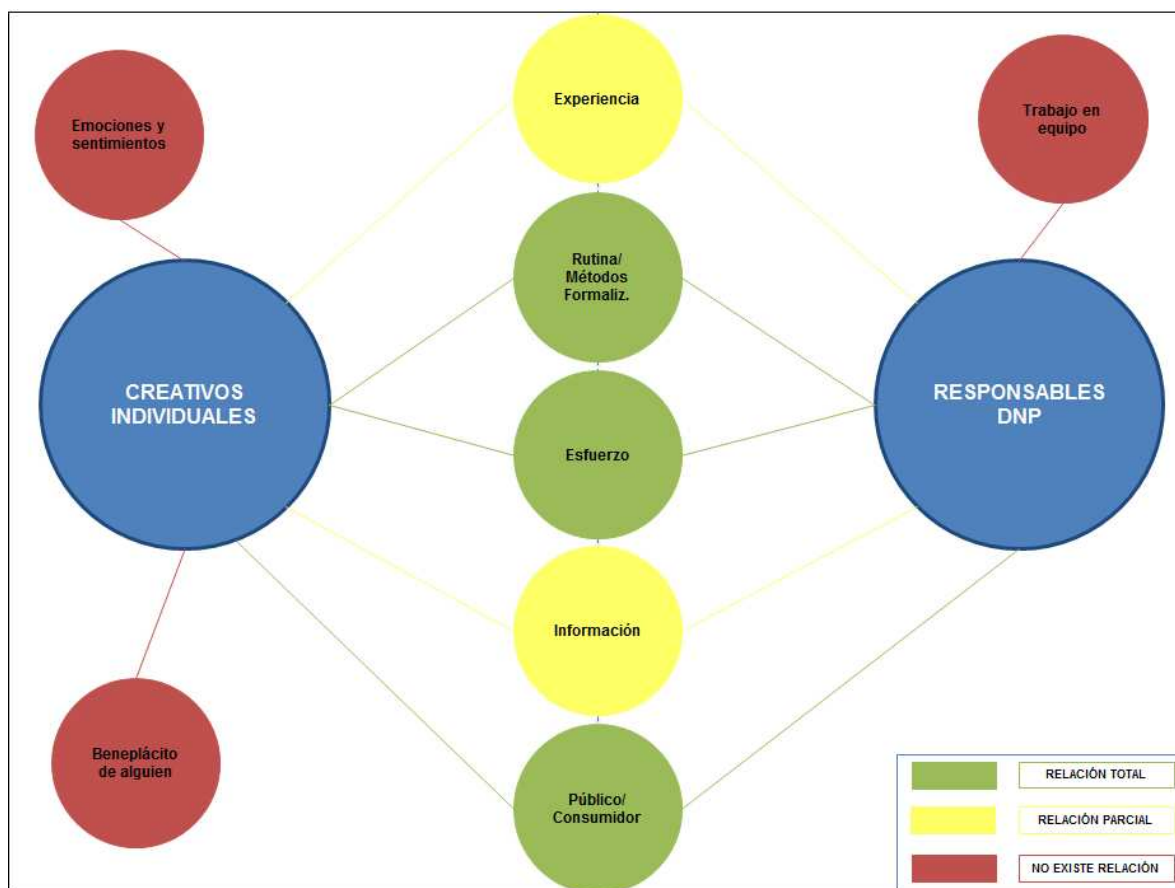 Experiencia
Emociones y
sentimientos
Trabajo en
equipo
Rutina/
Métodos
Formaliz.
CREATIVOS
INDIVIDUALES
RESPONSABLES
DNP
Esfuerzo
Información
Beneplácito
de alguien
Público/
Consumidor
RELACIÓN TOTAL
RELACIÓN PARCIAL
NO EXISTE RELACIÓN